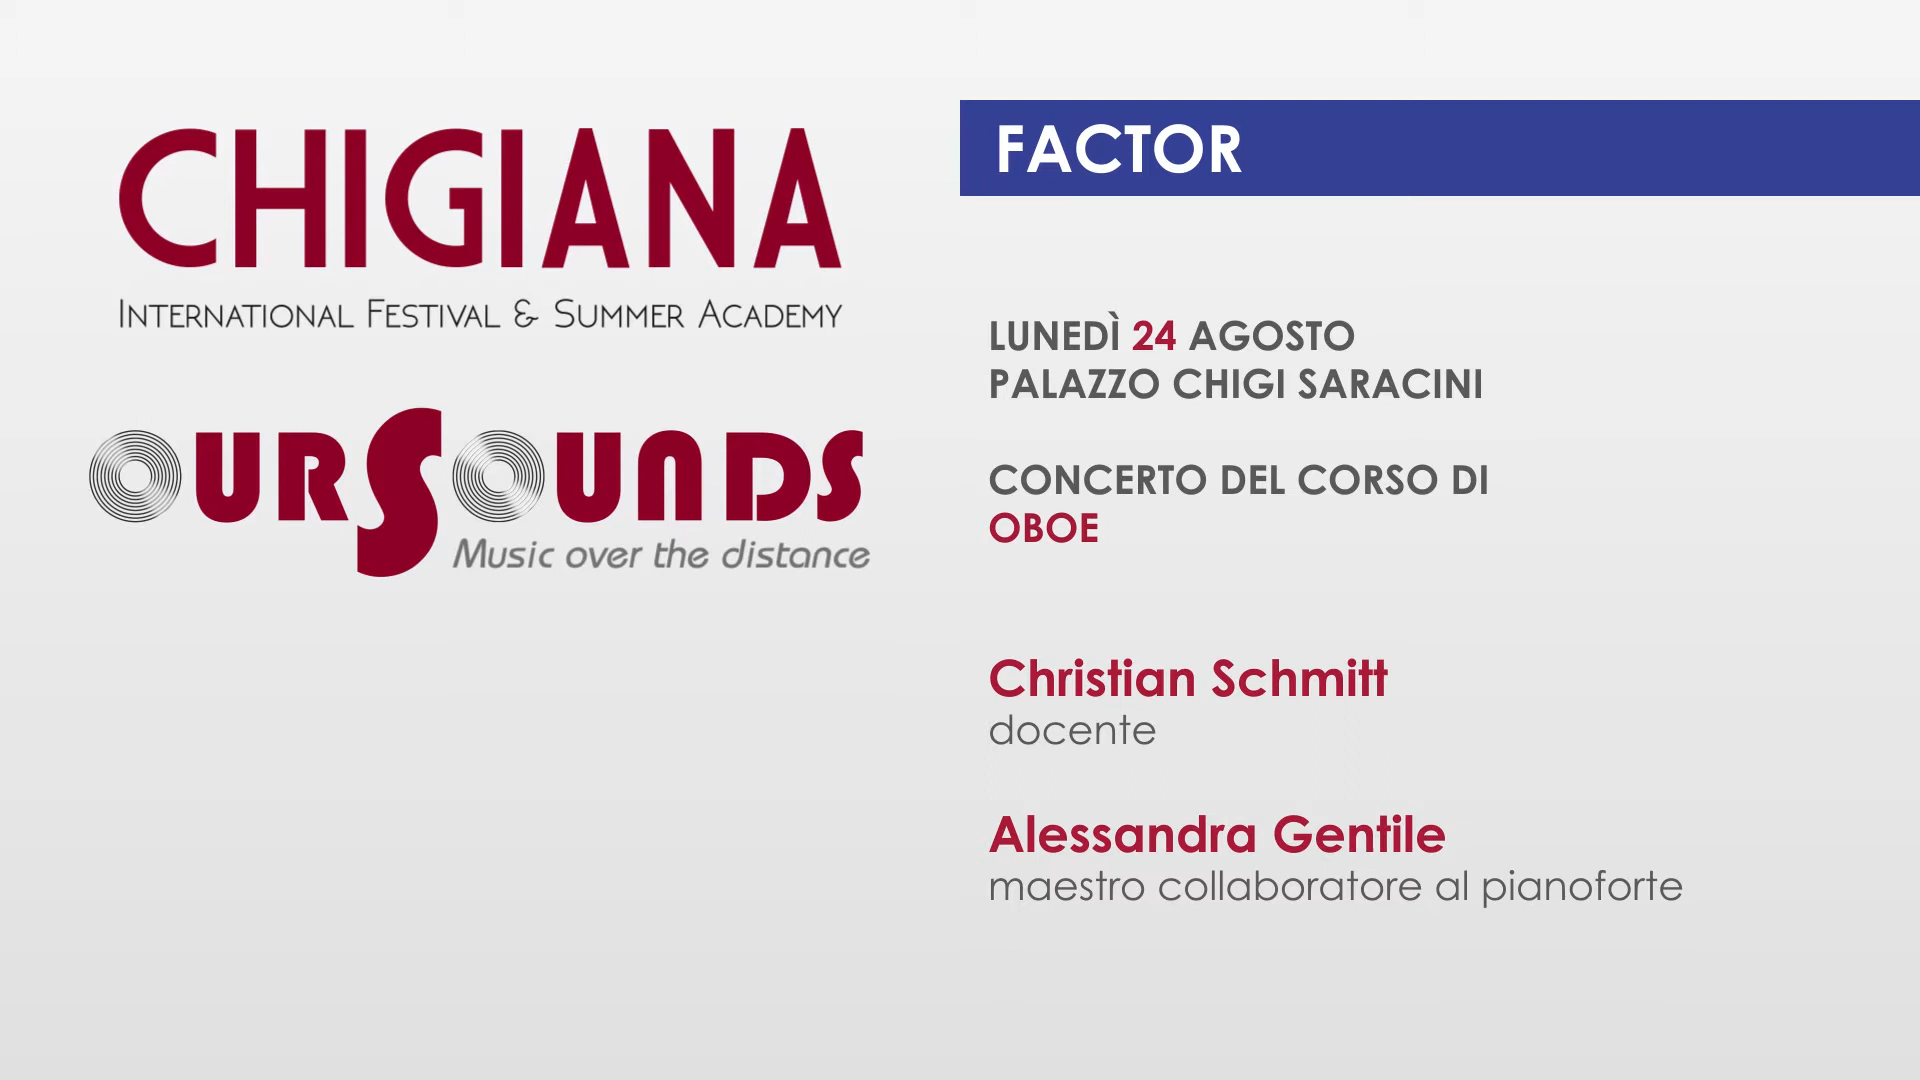 CHIGIANA
INTERNATIONAL FESTIVAL & SUMMER ACADEMY
OURSOUNDS
Music over the distance
FACTOR
LUNEDÌ 24 AGOSTO
PALAZZO CHIGI SARACINI
CONCERTO DEL CORSO DI
OBOE
Christian Schmitt
docente
Alessandra Gentile
maestro collaboratore al pianoforte